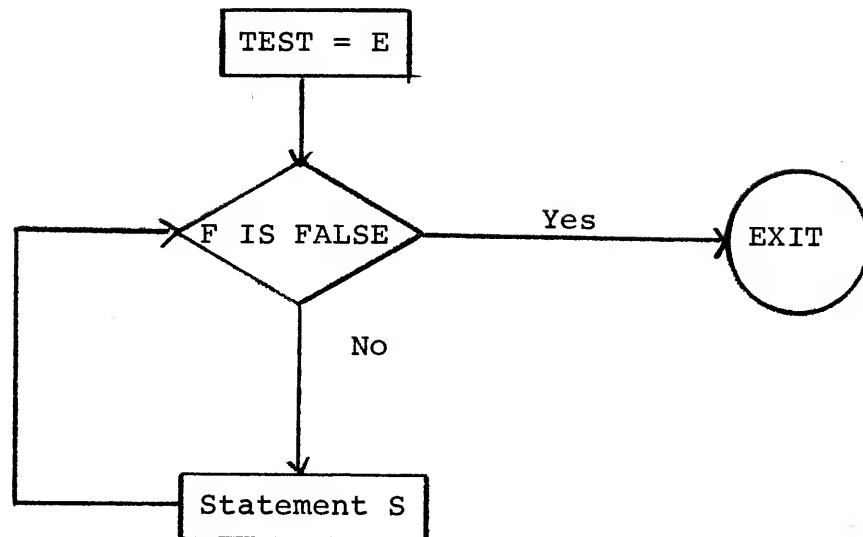 TEST = E
F IS FALSE
Yes
EXIT
No
Statement S